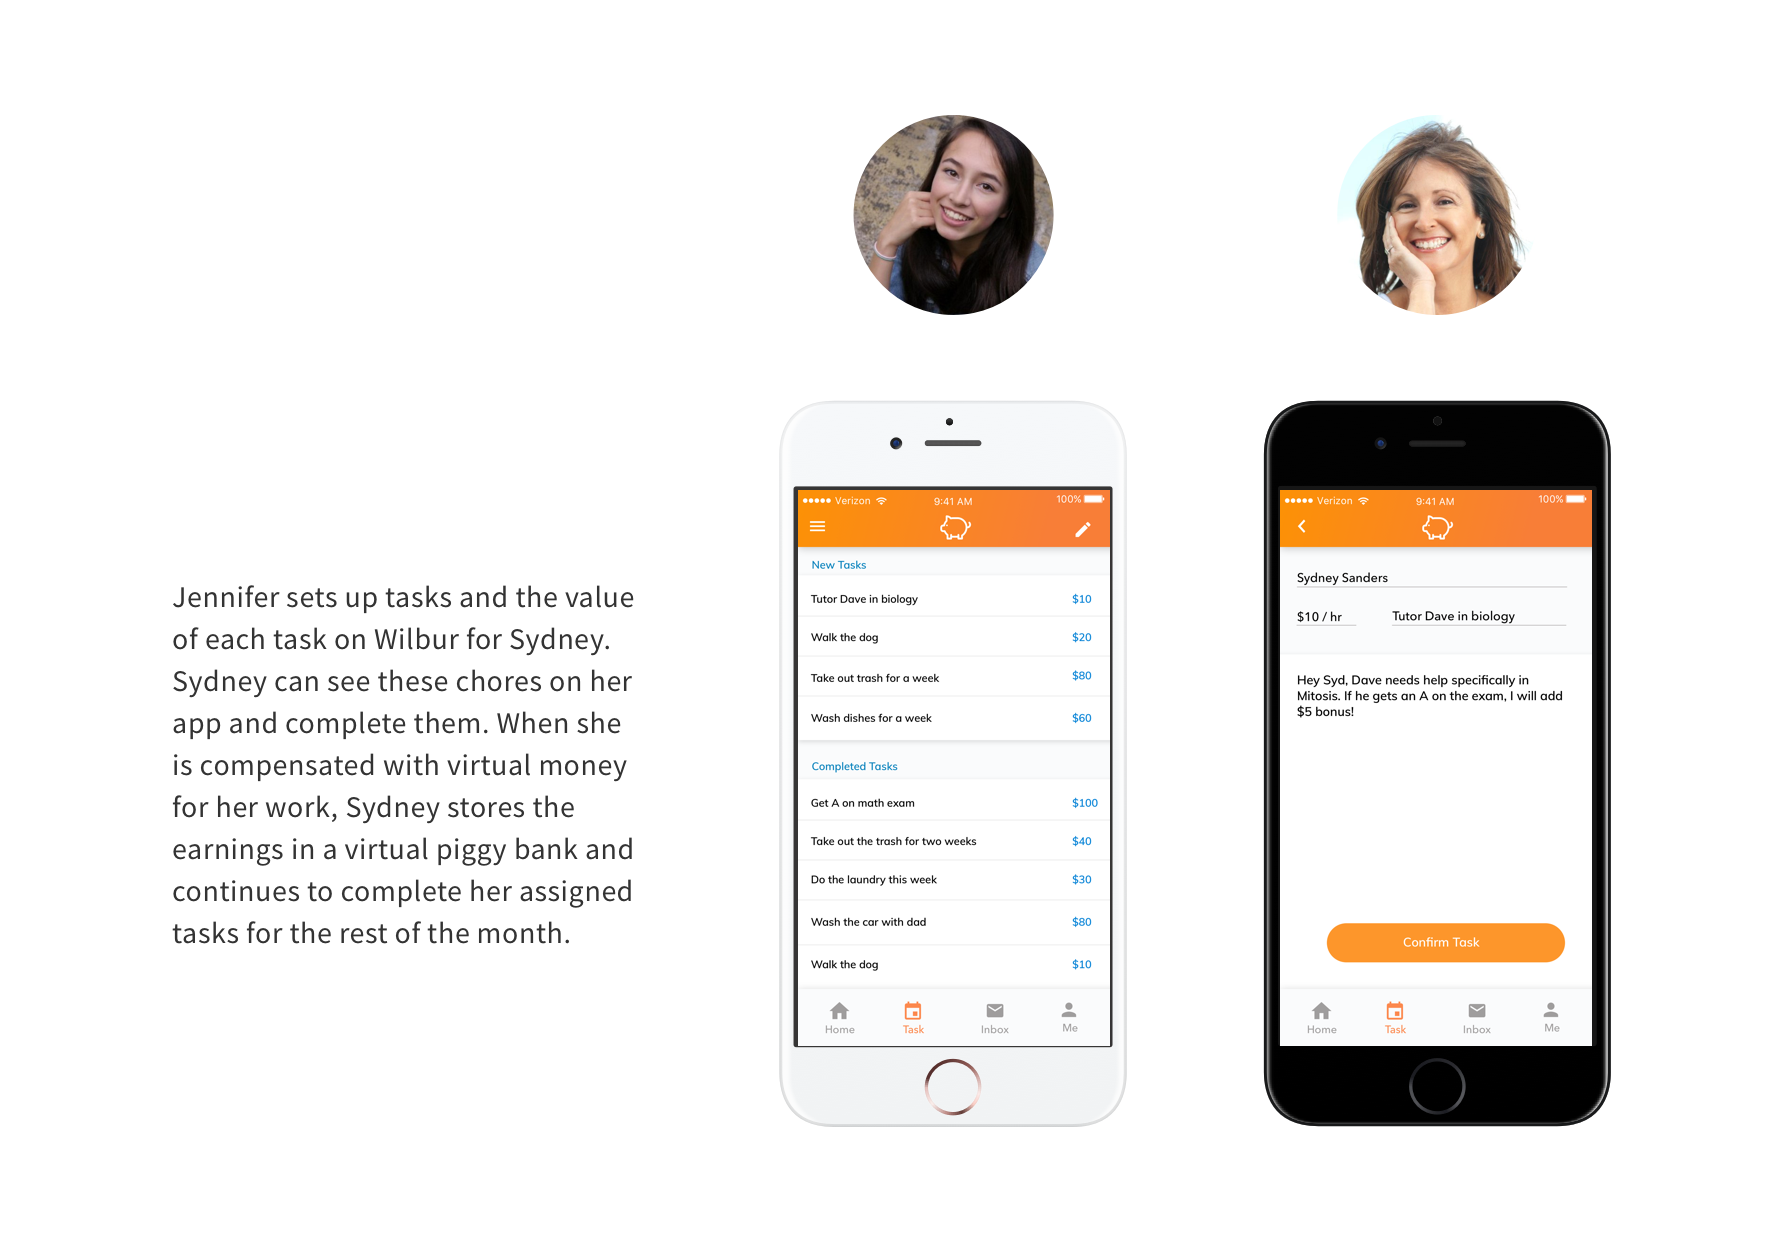 Jennifer sets up tasks and the value
of each task on Wilbur for Sydney.
Sydney can see these chores on her
app and complete them. When she
is compensated with virtual money
for her work, Sydney stores the
earnings in a virtual piggy bank and
continues to complete her assigned
tasks for the rest of the month.
Verizon 9:41 AM 100%
New Tasks
Tutor Dave in biology $10
Walk the dog $20
Take out trash for a week $80
Wash dishes for a week $60
Completed Tasks
Get A on math exam $100
Take out the trash for two weeks $40
Do the laundry this week $30
Wash the car with dad $80
Walk the dog $10
Home Task Inbox Me
Verizon 9:41 AM 100%
Sydney Sanders
$10 / hr Tutor Dave in biology
Hey Syd, Dave needs help specifically in
Mitosis. If he gets an A on the exam, I will add
$5 bonus!
Confirm Task
Home Task Inbox Me